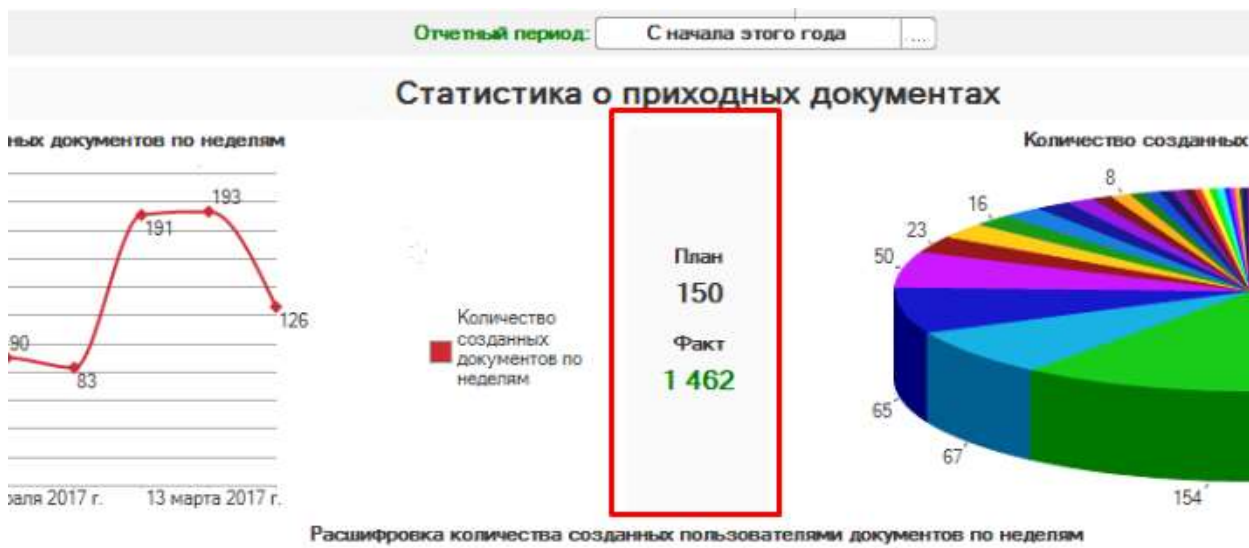 Отчетный период: С начала этого года ...
Статистика о приходных документах
ных документов по неделям
Количество созданных
193
191
126
90
83
Количество
созданных
документов по
неделям
План
150
Факт
1 462
8
16
23
50
65
67
154
раля 2017 г. 13 марта 2017 г.
Расшифровка количества созданных пользователями документов по неделям